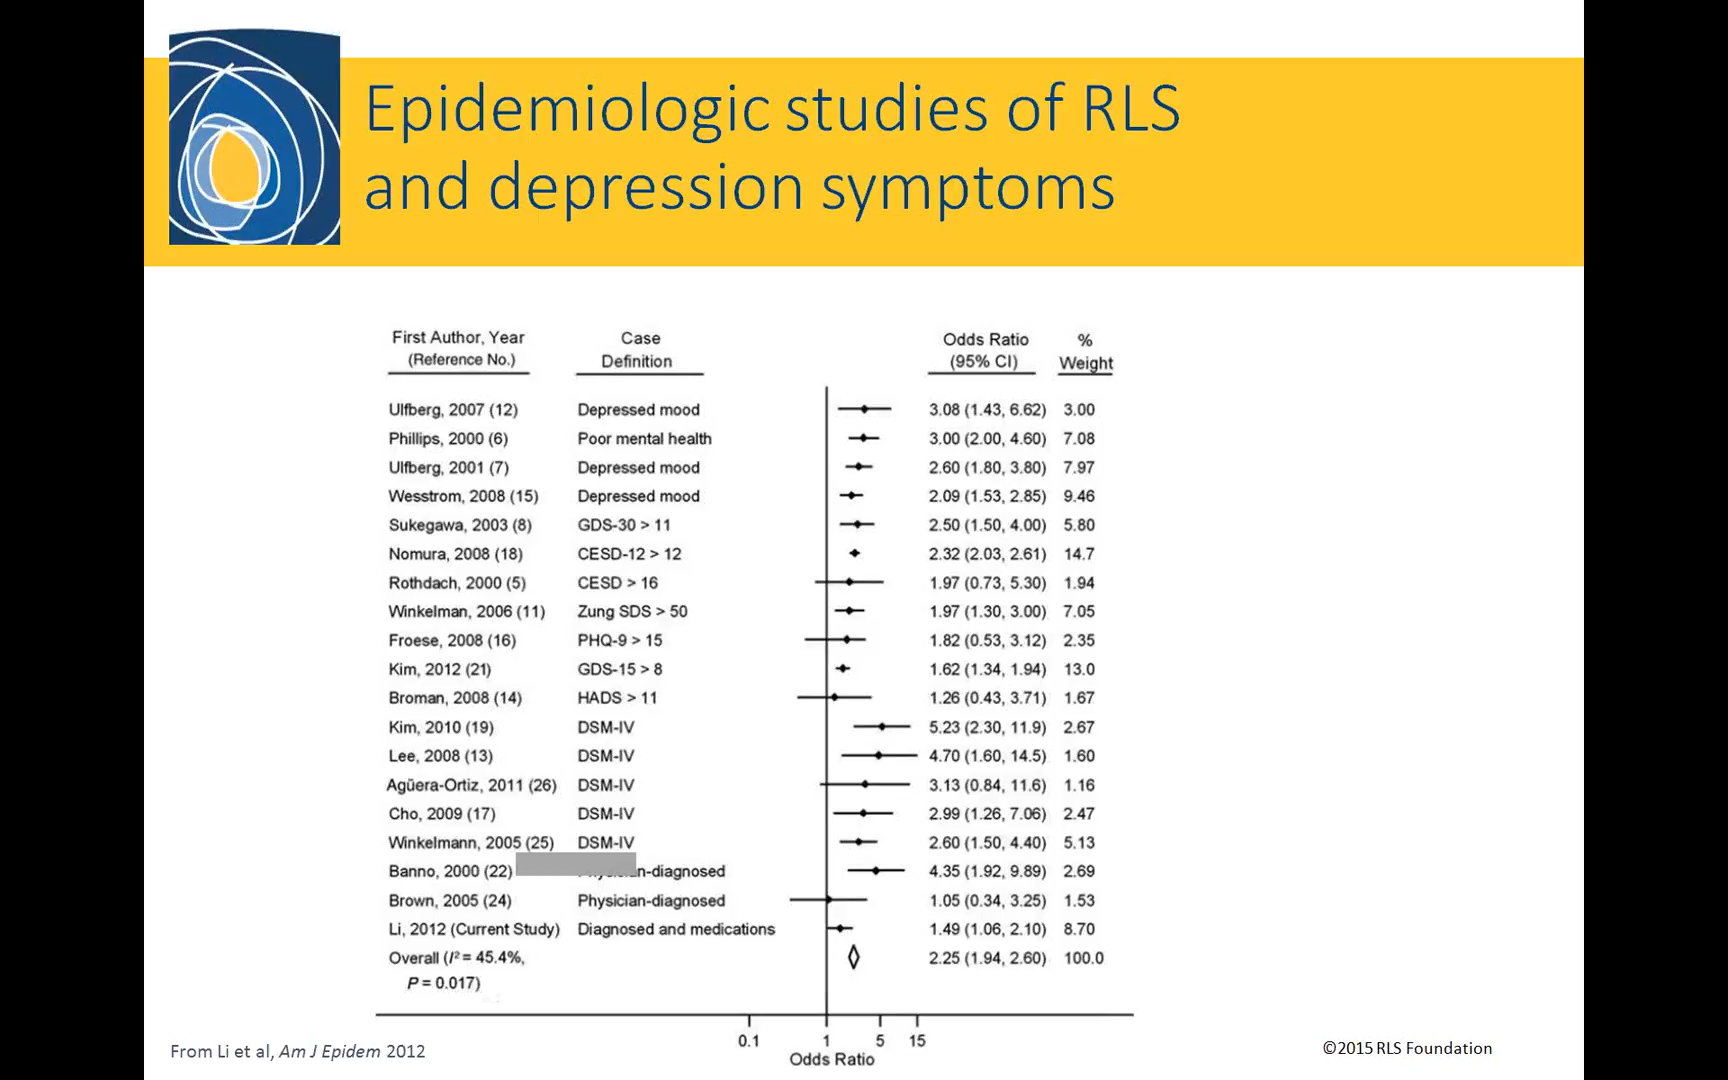 Epidemiologic studies of RLS
and depression symptoms
First Author, Year Case Odds Ratio %
(Reference No.) Definition (95% CI) Weight
Ulfberg, 2007 (12) Depressed mood 3.08 (1.43, 6.62) 3.00
Phillips, 2000 (6) Poor mental health 3.00 (2.00, 4.60) 7.08
Ulfberg, 2001 (7) Depressed mood 2.60 (1.80, 3.80) 7.97
Wesstrom, 2008 (15) Depressed mood 2.09 (1.53, 2.85) 9.46
Sukegawa, 2003 (8) GDS-30 > 11 2.50 (1.50, 4.00) 5.80
Nomura, 2008 (18) CESD-12 > 12 2.32 (2.03, 2.61) 14.7
Rothdach, 2000 (5) CESD > 16 1.97 (0.73, 5.30) 1.94
Winkelman, 2006 (11) Zung SDS > 50 1.97 (1.30, 3.00) 7.05
Froese, 2008 (16) PHQ-9 > 15 1.82 (0.53, 3.12) 2.35
Kim, 2012 (21) GDS-15 > 8 1.62 (1.34, 1.94) 13.0
Broman, 2008 (14) HADS > 11 1.26 (0.43, 3.71) 1.67
Kim, 2010 (19) DSM-IV 5.23 (2.30, 11.9) 2.67
Lee, 2008 (13) DSM-IV 4.70 (1.60, 14.5) 1.60
Agüera-Ortiz, 2011 (26) DSM-IV 3.13 (0.84, 11.6) 1.16
Cho, 2009 (17) DSM-IV 2.99 (1.26, 7.06) 2.47
Winkelmann, 2005 (25) DSM-IV 2.60 (1.50, 4.40) 5.13
Banno, 2000 (22) n-diagnosed 4.35 (1.92, 9.89) 2.69
Brown, 2005 (24) Physician-diagnosed 1.05 (0.34, 3.25) 1.53
Li, 2012 (Current Study) Diagnosed and medications 1.49 (1.06, 2.10) 8.70
Overall (I² = 45.4%, 2.25 (1.94, 2.60) 100.0
P = 0.017)
0.1 1 5 15
Odds Ratio
From Li et al, Am J Epidem 2012
©2015 RLS Foundation